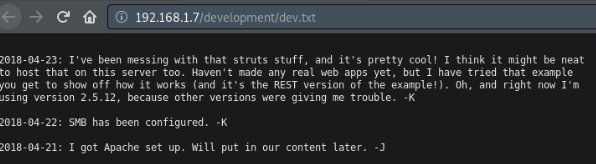 192.168.1.7/development/dev.txt
2018-04-23: I've been messing with that struts stuff, and it's pretty cool! I think it might be neat
to host that on this server too. Haven't made any real web apps yet, but I have tried that example
you get to show off how it works (and it's the REST version of the example!). Oh, and right now I'm
using version 2.5.12, because other versions were giving me trouble. -K
2018-04-22: SMB has been configured. -K
2018-04-21: I got Apache set up. Will put in our content later. -J